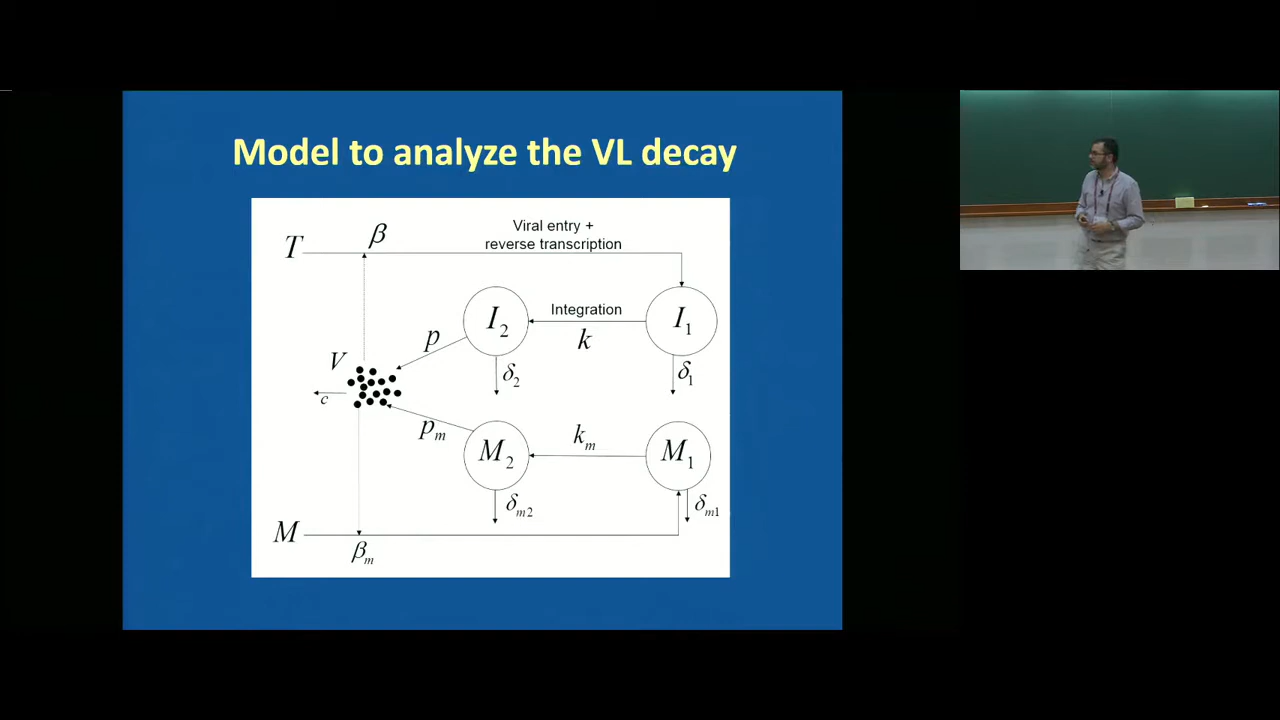 Model to analyze the VL decay
T
β
Viral entry +
reverse transcription
I₂
Integration
I₁
p
k
V
δ₂
δ₁
c
pₘ
kₘ
M₂
M₁
δₘ₂
δₘ₁
M
βₘ